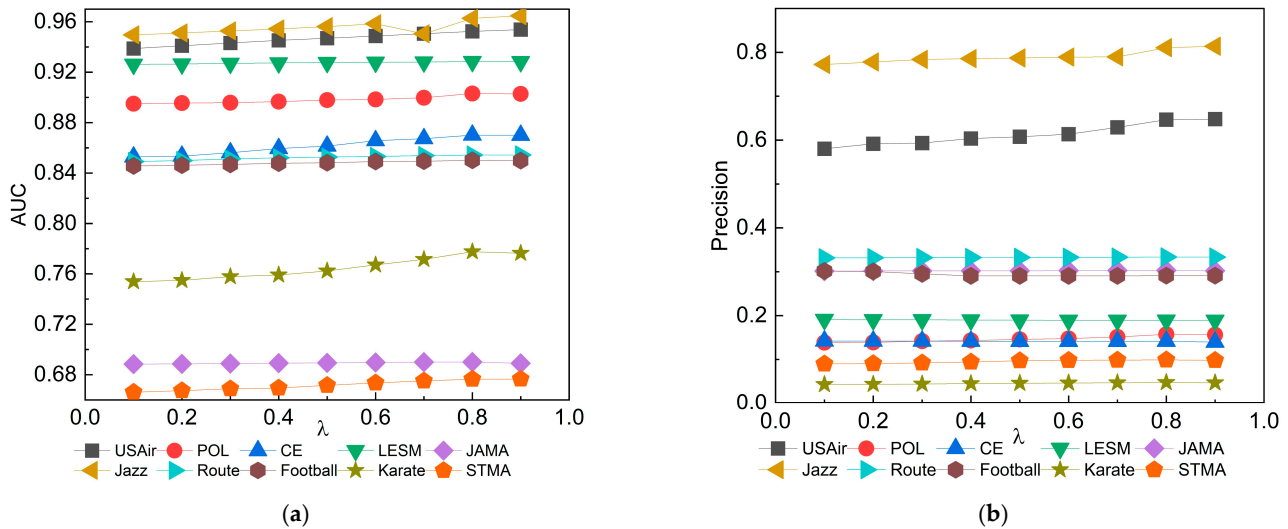 0.96
0.92
0.88
0.84
0.80
0.76
0.72
0.68
AUC
0.0 0.2 0.4 0.6 0.8 1.0
λ
USAir POL CE LESM JAMA
Jazz Route Football Karate STMA
(a)
0.8
0.6
0.4
0.2
0.0
Precision
0.0 0.2 0.4 0.6 0.8 1.0
λ
USAir POL CE LESM JAMA
Jazz Route Football Karate STMA
(b)